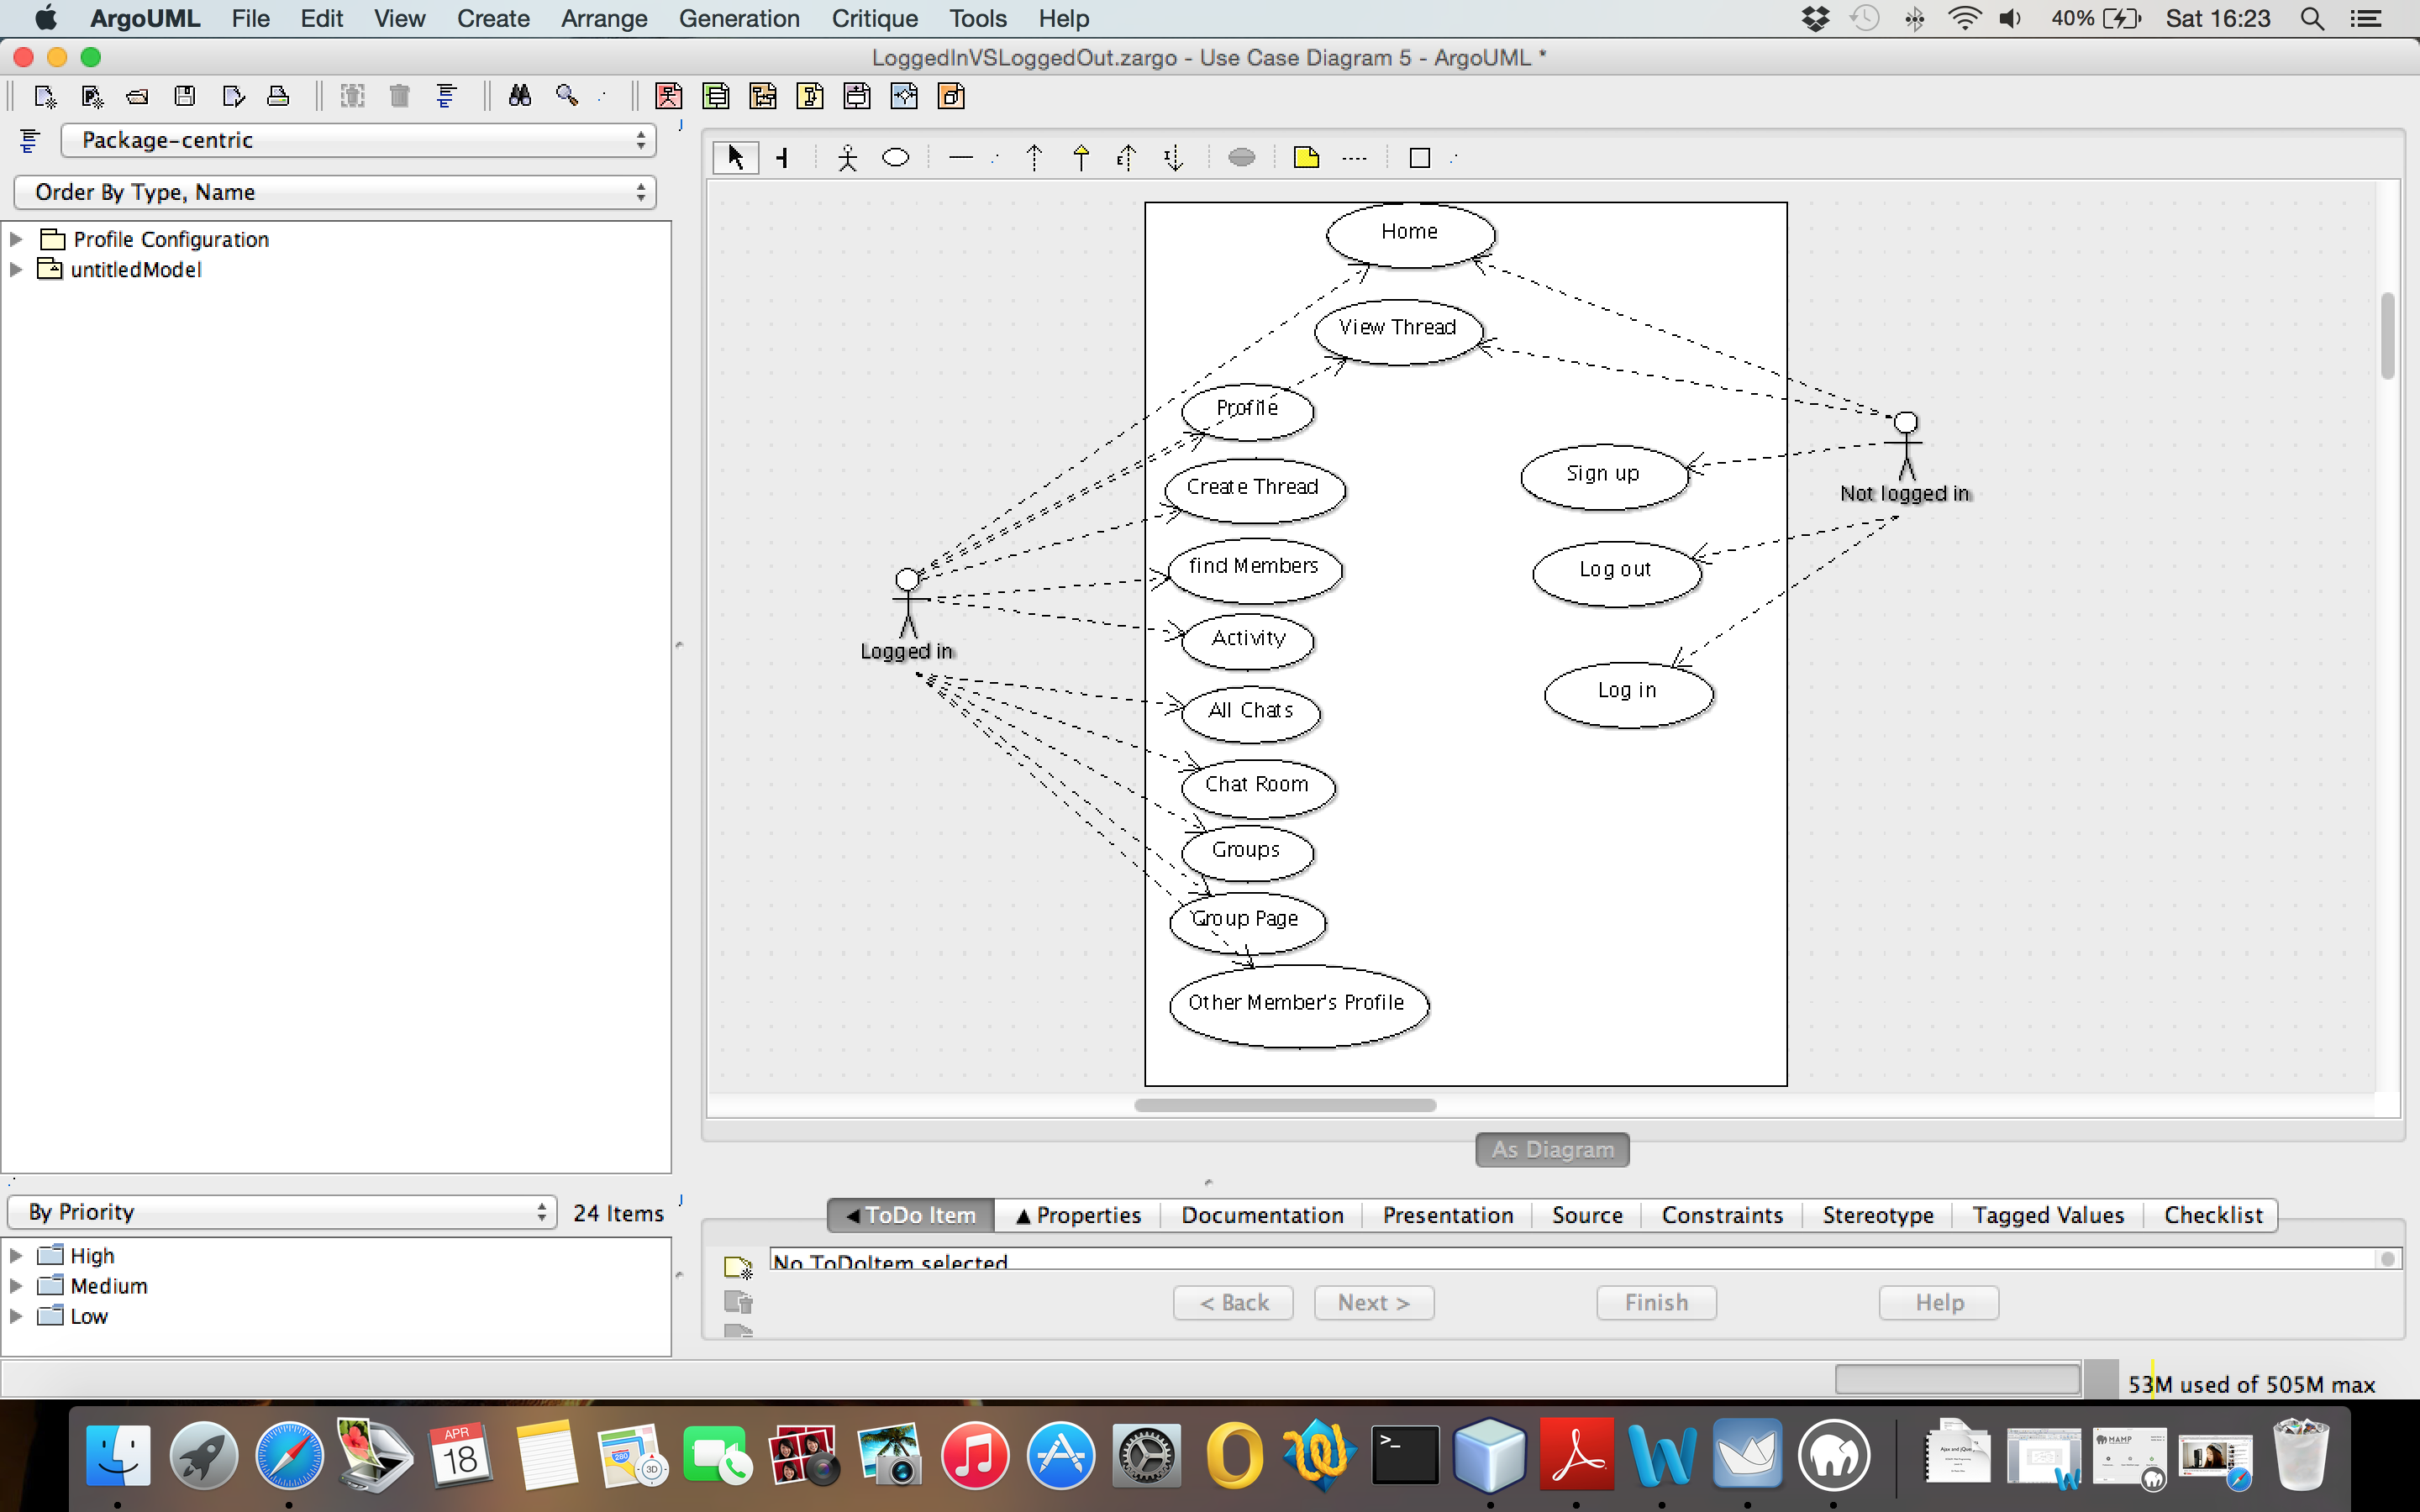 ArgoUML File Edit View Create Arrange Generation Critique Tools Help 40% Sat 16:23
LoggedInVSLoggedOut.zargo - Use Case Diagram 5 - ArgoUML *
Package-centric
Order By Type, Name
Profile Configuration
untitledModel
Home
View Thread
Profile
Create Thread
find Members
Activity
All Chats
Chat Room
Groups
Group Page
Other Member's Profile
Sign up
Log out
Log in
Logged in
Not logged in
As Diagram
By Priority 24 Items
High
Medium
Low
ToDo Item Properties Documentation Presentation Source Constraints Stereotype Tagged Values Checklist
No ToDoItem selected
< Back Next > Finish Help
53M used of 505M max
APR
18
280
3D
>_
MAMP